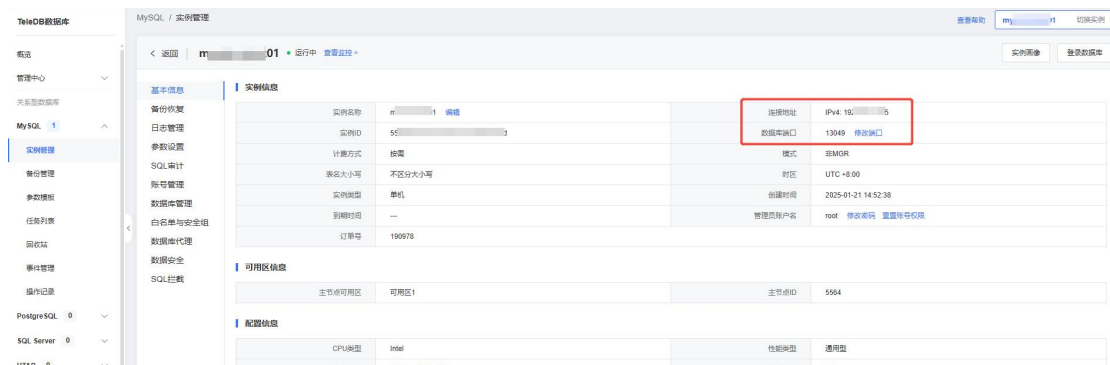 TeleDB数据库
MySQL / 实例管理
查看帮助
切换实例
概览
管理中心
关系型数据库
MySQL 1
实例管理
备份管理
参数模板
任务列表
回收站
事件管理
操作记录
PostgreSQL 0
SQL Server 0
< 返回
01 运行中 查看监控 >
实例画像
登录数据库
基本信息
备份恢复
日志管理
参数设置
SQL审计
账号管理
数据库管理
白名单与安全组
数据库代理
数据安全
SQL拦截
实例信息
实例名称 编辑
连接地址 IPv4: 19
实例ID
数据库端口 13049 修改端口
计费方式 按需
模式 非MGR
表名大小写 不区分大小写
时区 UTC +8:00
实例类型 单机
创建时间 2025-01-21 14:52:38
到期时间 ---
管理员账户名 root 修改密码 重置账号权限
订单号 190978
可用区信息
主节点可用区 可用区1
主节点ID 5564
配置信息
CPU类型 Intel
性能类型 通用型